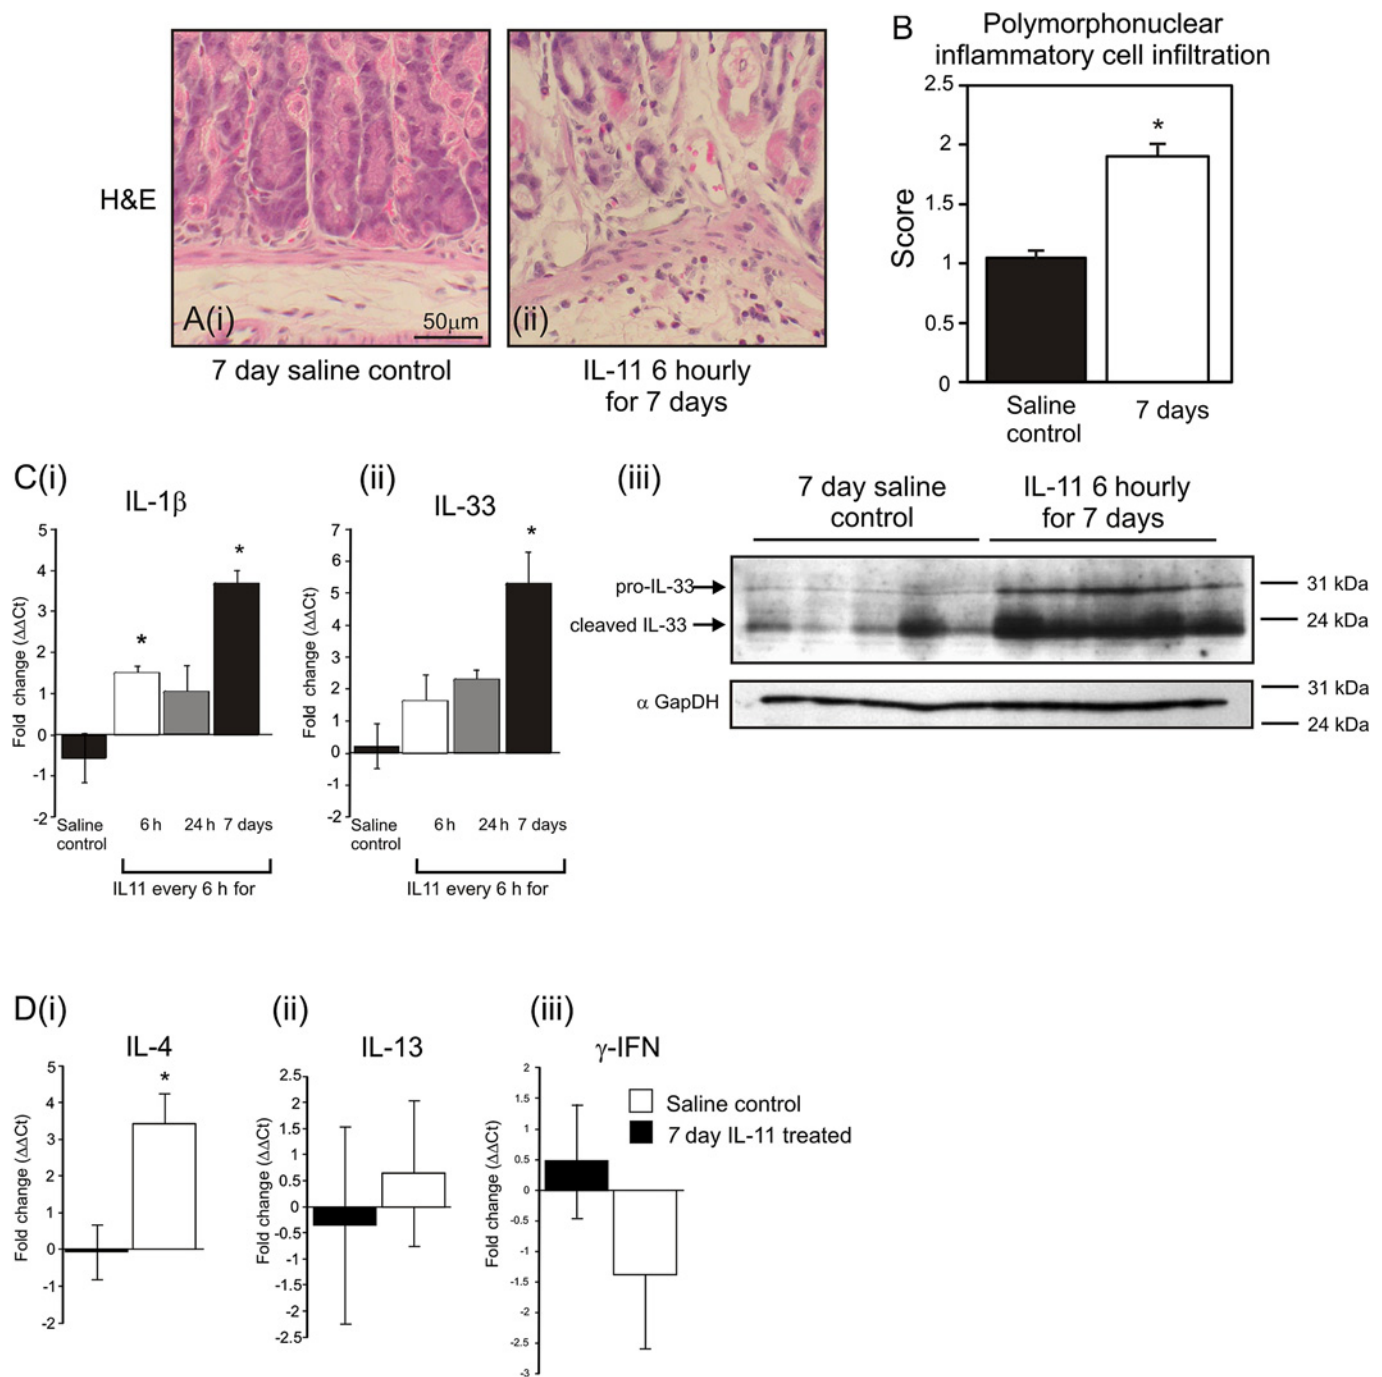 B
Polymorphonuclear
inflammatory cell infiltration
H&E
A(i)
50µm
(ii)
7 day saline control
IL-11 6 hourly
for 7 days
Score
2.5
2
1.5
1
0.5
0
*
Saline
control
7 days
C(i)
IL-1β
Fold change (ΔΔCt)
5
4
3
2
1
0
-1
-2
*
*
Saline
control
6 h
24 h
7 days
IL11 every 6 h for
(ii)
IL-33
Fold change (ΔΔCt)
7
6
5
4
3
2
1
0
-1
-2
*
Saline
control
6 h
24 h
7 days
IL11 every 6 h for
(iii)
7 day saline
control
IL-11 6 hourly
for 7 days
pro-IL-33
cleaved IL-33
31 kDa
24 kDa
α GapDH
31 kDa
24 kDa
D(i)
IL-4
Fold change (ΔΔCt)
5
4
3
2
1
0
-1
-2
*
(ii)
IL-13
Fold change (ΔΔCt)
2.5
2
1.5
1
0.5
0
-0.5
-1
-1.5
-2
-2.5
(iii)
γ-IFN
Fold change (ΔΔCt)
2
1.5
1
0.5
0
-0.5
-1
-1.5
-2
-2.5
-3
Saline control
7 day IL-11 treated